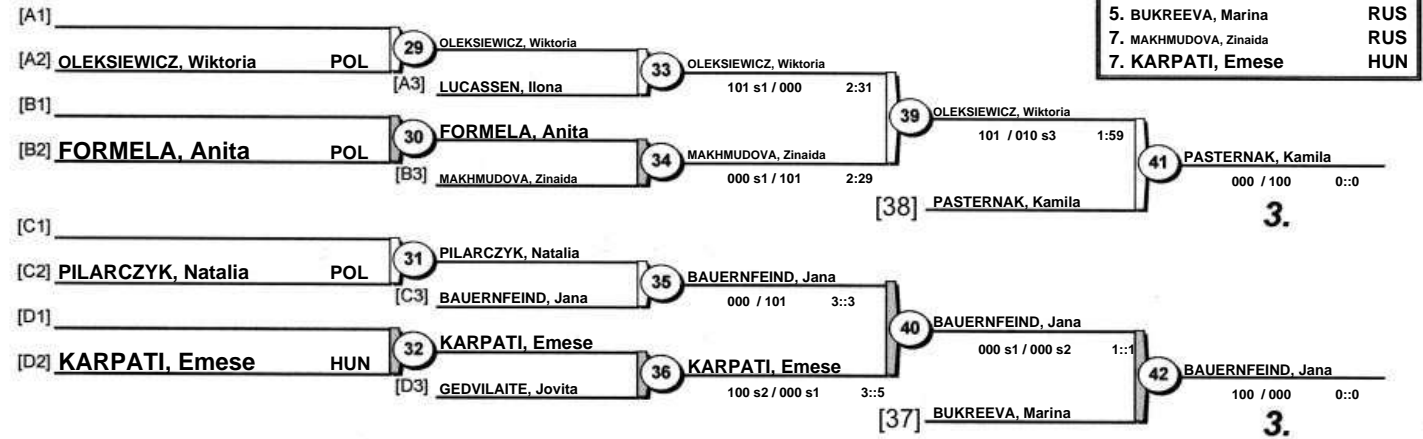 5. BUKREEVA, Marina RUS
7. MAKHMUDOVA, Zinaida RUS
7. KARPATI, Emese HUN
[A1]
[A2] OLEKSIEWICZ, Wiktoria POL
29
OLEKSIEWICZ, Wiktoria
[A3] LUCASSEN, Ilona
33
OLEKSIEWICZ, Wiktoria
101 s1 / 000 2:31
[B1]
[B2] FORMELA, Anita POL
30
FORMELA, Anita
[B3] MAKHMUDOVA, Zinaida
34
MAKHMUDOVA, Zinaida
000 s1 / 101 2:29
39
OLEKSIEWICZ, Wiktoria
101 / 010 s3 1:59
[38] PASTERNAK, Kamila
41
PASTERNAK, Kamila
000 / 100 0::0
3.
[C1]
[C2] PILARCZYK, Natalia POL
31
PILARCZYK, Natalia
[C3] BAUERNFEIND, Jana
35
BAUERNFEIND, Jana
000 / 101 3::3
[D1]
[D2] KARPATI, Emese HUN
32
KARPATI, Emese
[D3] GEDVILAITE, Jovita
36
KARPATI, Emese
100 s2 / 000 s1 3::5
40
BAUERNFEIND, Jana
000 s1 / 000 s2 1::1
[37] BUKREEVA, Marina
42
BAUERNFEIND, Jana
100 / 000 0::0
3.